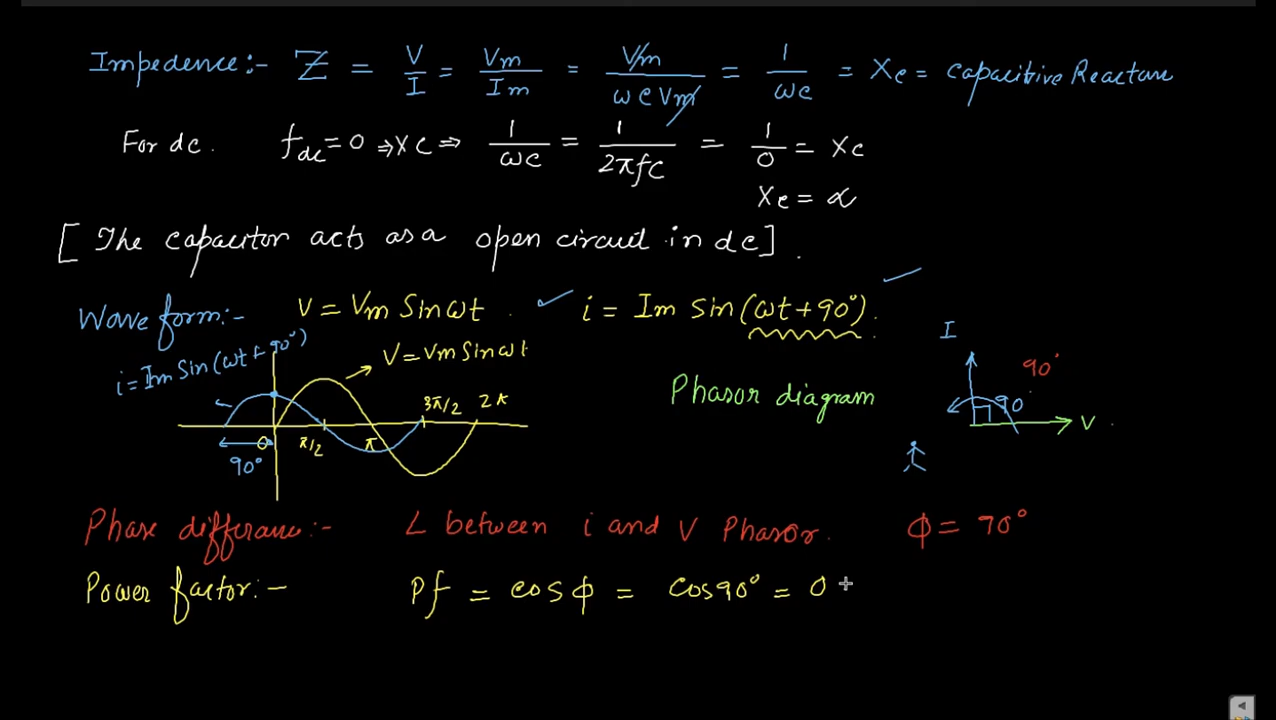 Impedence:- Z = V/I = Vm/Im = Vm/ωCVm = 1/ωC = Xc = capacitive Reactance
For dc. fdc=0 ⇒ XC ⇒ 1/ωC = 1/2πfC = 1/0 = Xc
Xc = α
[ The capacitor acts as a open circuit in dc].
Wave form:- V = Vm Sinωt . ✓ i = Im Sin(ωt+90°). ✓
i = Im Sin(ωt+90°)
V = Vm Sinωt
0 π/2 π 3π/2 2π
90°
Phasor diagram
I
90°
90°
V
Phase difference:- ∠ between i and V Phasor. ϕ = 90°
Power factor:- Pf = cosϕ = cos90° = 0